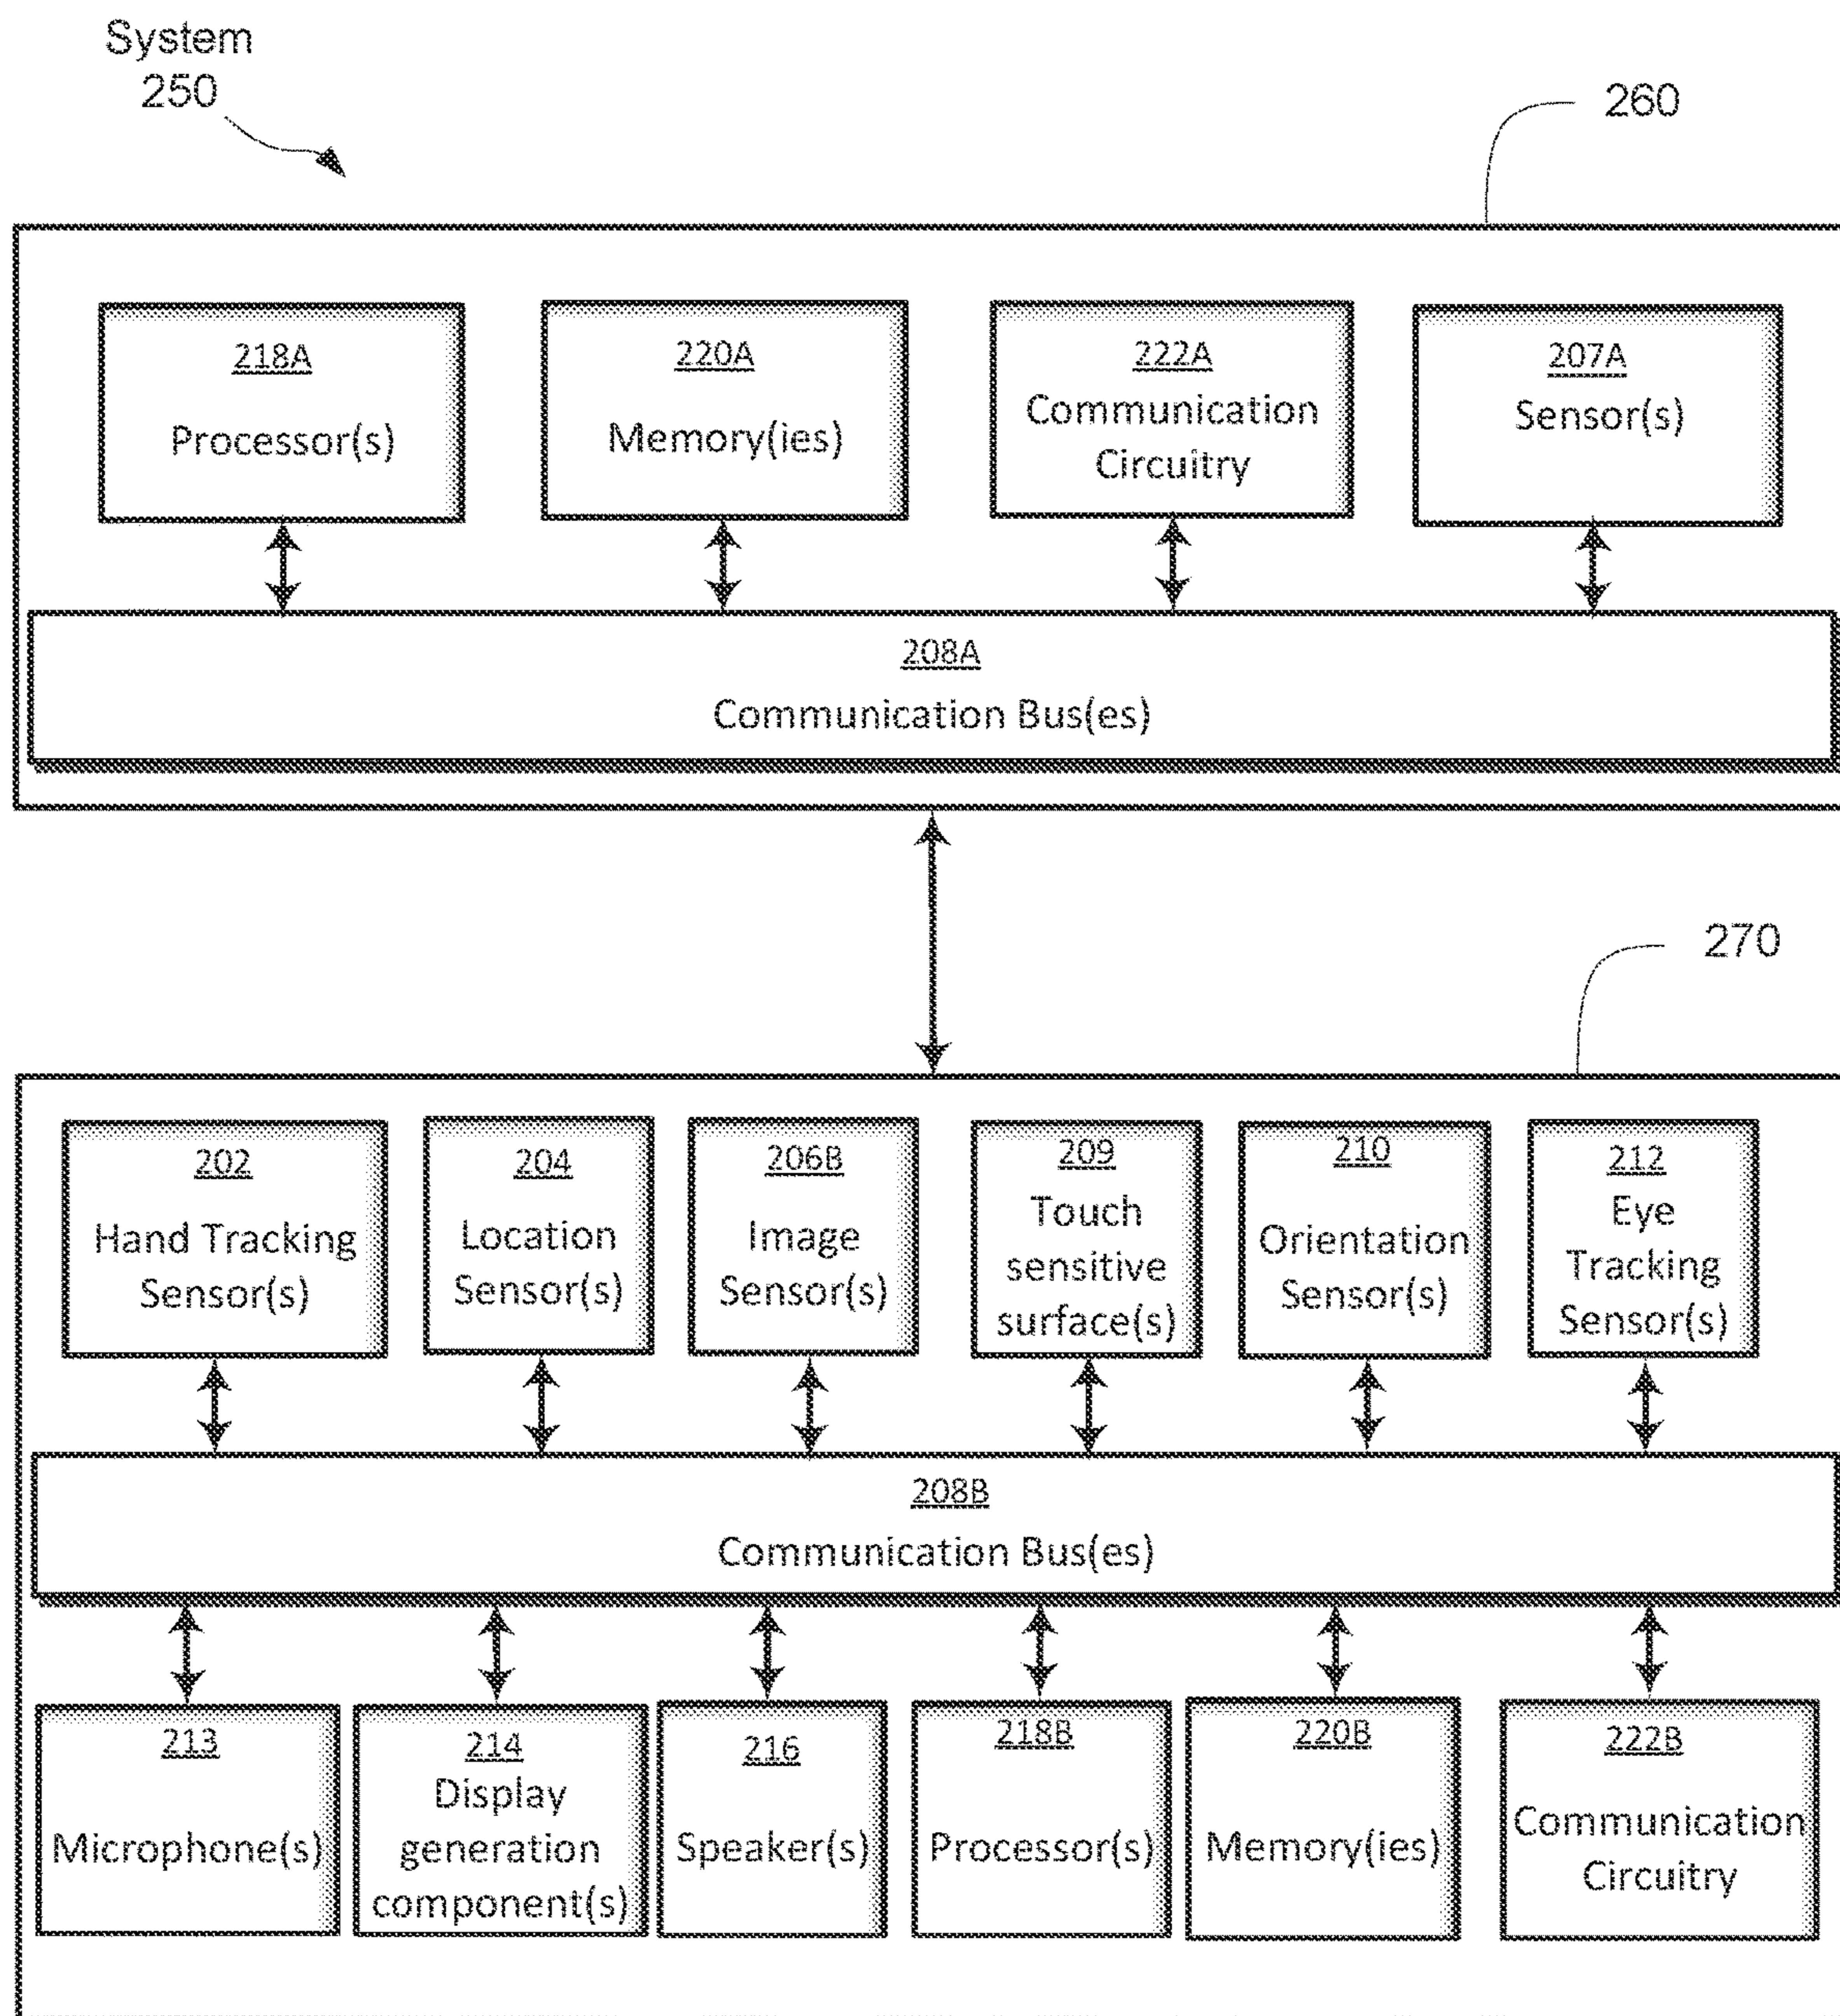 System
250
260
218A
Processor(s)
220A
Memory(ies)
222A
Communication
Circuitry
207A
Sensor(s)
208A
Communication Bus(es)
270
202
Hand Tracking
Sensor(s)
204
Location
Sensor(s)
206B
Image
Sensor(s)
209
Touch
sensitive
surface(s)
210
Orientation
Sensor(s)
212
Eye
Tracking
Sensor(s)
208B
Communication Bus(es)
213
Microphone(s)
214
Display
generation
component(s)
216
Speaker(s)
218B
Processor(s)
220B
Memory(ies)
222B
Communication
Circuitry